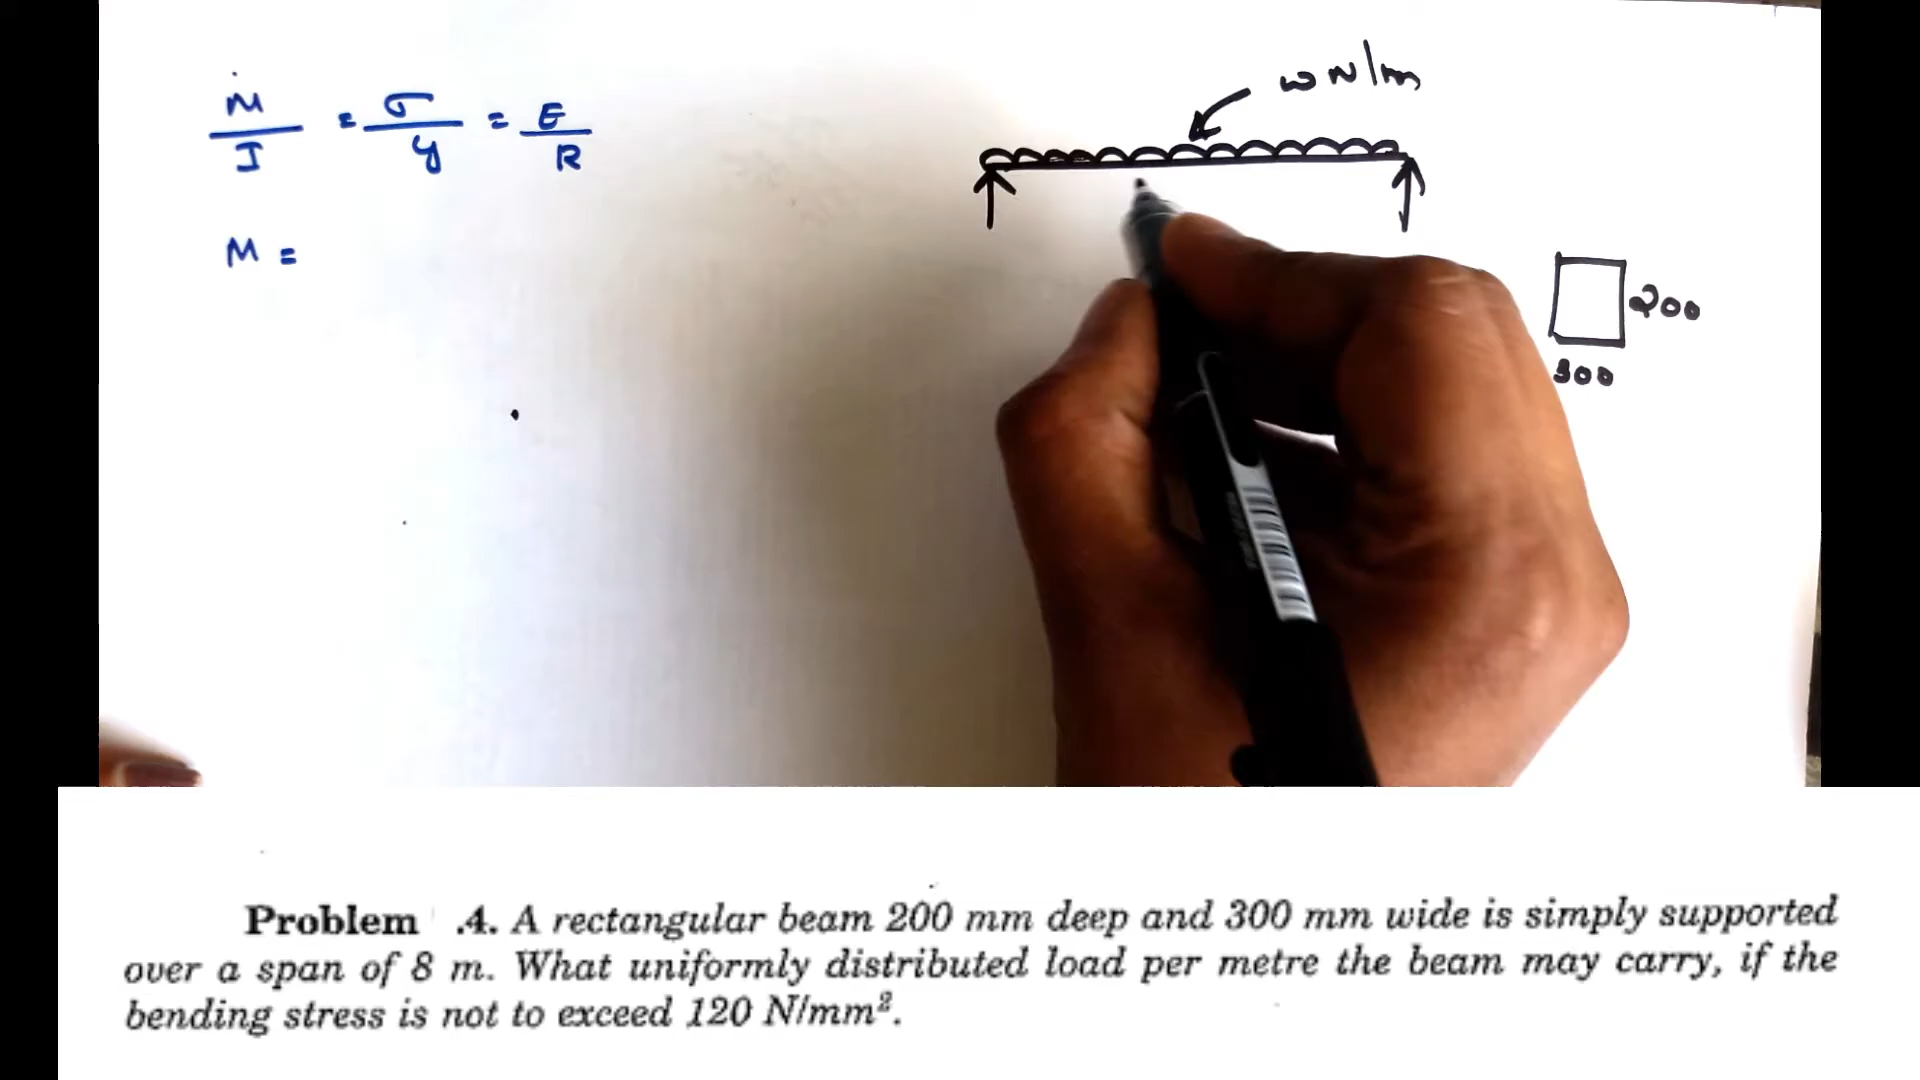 M/I = σ/y = E/R
M =
w N/m
200
300
Problem .4. A rectangular beam 200 mm deep and 300 mm wide is simply supported
over a span of 8 m. What uniformly distributed load per metre the beam may carry, if the
bending stress is not to exceed 120 N/mm².